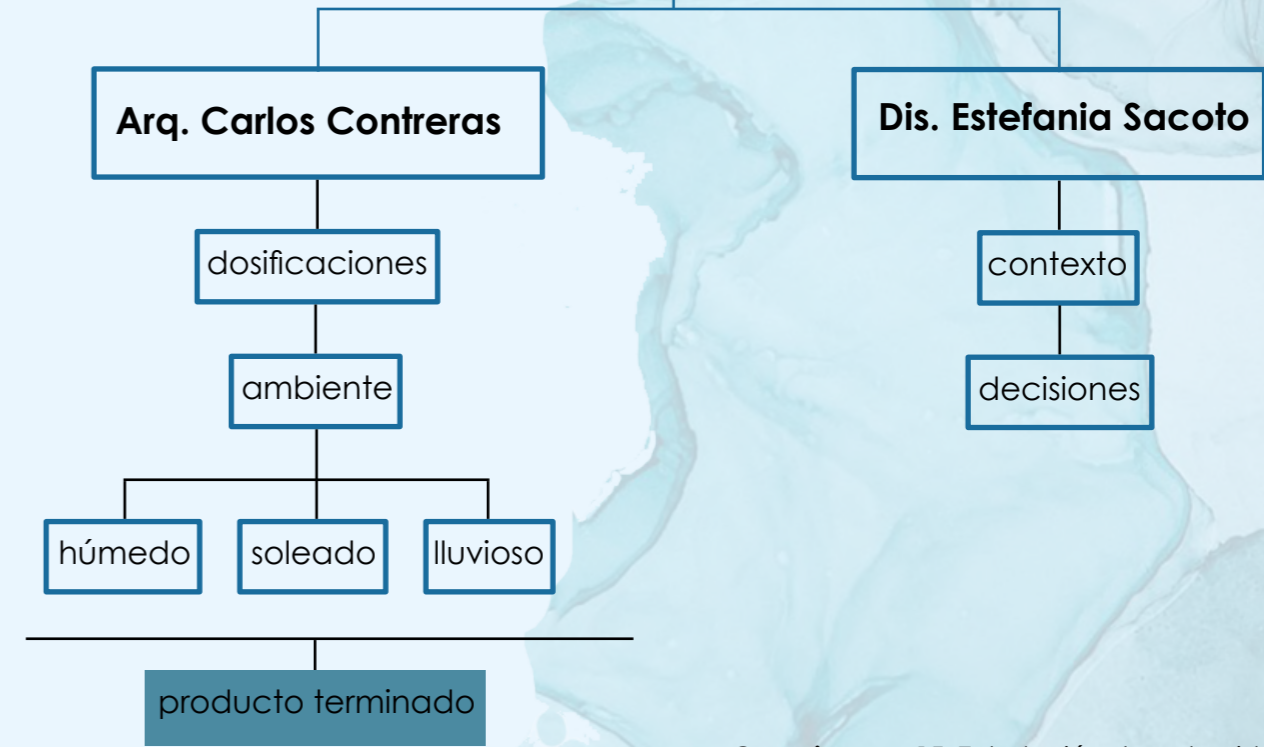 Arq. Carlos Contreras
Dis. Estefania Sacoto
dosificaciones
contexto
ambiente
decisiones
húmedo
soleado
lluvioso
producto terminado